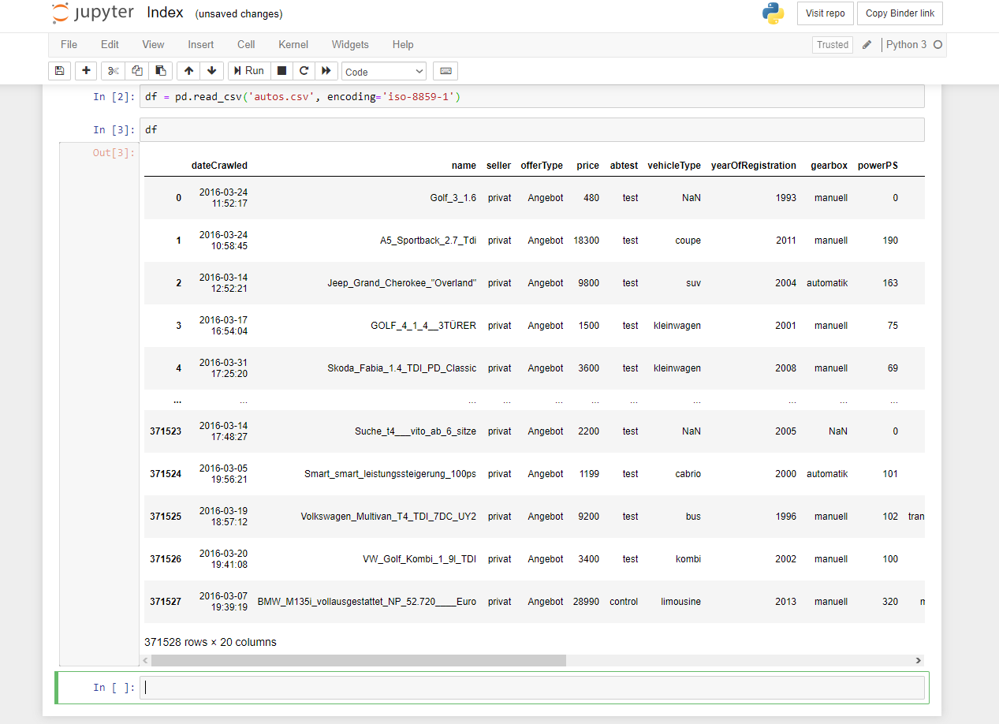 jupyter Index (unsaved changes) Visit repo Copy Binder link
File Edit View Insert Cell Kernel Widgets Help Trusted Python 3
Run Code
In [2]: df = pd.read_csv('autos.csv', encoding='iso-8859-1')
In [3]: df
Out[3]:
dateCrawled name seller offerType price abtest vehicleType yearOfRegistration gearbox powerPS
0 2016-03-24 11:52:17 Golf_3_1.6 privat Angebot 480 test NaN 1993 manuell 0
1 2016-03-24 10:58:45 A5_Sportback_2.7_Tdi privat Angebot 18300 test coupe 2011 manuell 190
2 2016-03-14 12:52:21 Jeep_Grand_Cherokee_"Overland" privat Angebot 9800 test suv 2004 automatik 163
3 2016-03-17 16:54:04 GOLF_4_1_4__3TÜRER privat Angebot 1500 test kleinwagen 2001 manuell 75
4 2016-03-31 17:25:20 Skoda_Fabia_1.4_TDI_PD_Classic privat Angebot 3600 test kleinwagen 2008 manuell 69
... ... ... ... ... ... ... ... ... ... ...
371523 2016-03-14 17:48:27 Suche_t4___vito_ab_6_sitze privat Angebot 2200 test NaN 2005 NaN 0
371524 2016-03-05 19:56:21 Smart_smart_leistungssteigerung_100ps privat Angebot 1199 test cabrio 2000 automatik 101
371525 2016-03-19 18:57:12 Volkswagen_Multivan_T4_TDI_7DC_UY2 privat Angebot 9200 test bus 1996 manuell 102 tran
371526 2016-03-20 19:41:08 VW_Golf_Kombi_1_9l_TDI privat Angebot 3400 test kombi 2002 manuell 100
371527 2016-03-07 19:39:19 BMW_M135i_vollausgestattet_NP_52.720____Euro privat Angebot 28990 control limousine 2013 manuell 320
371528 rows × 20 columns
In [ ]: